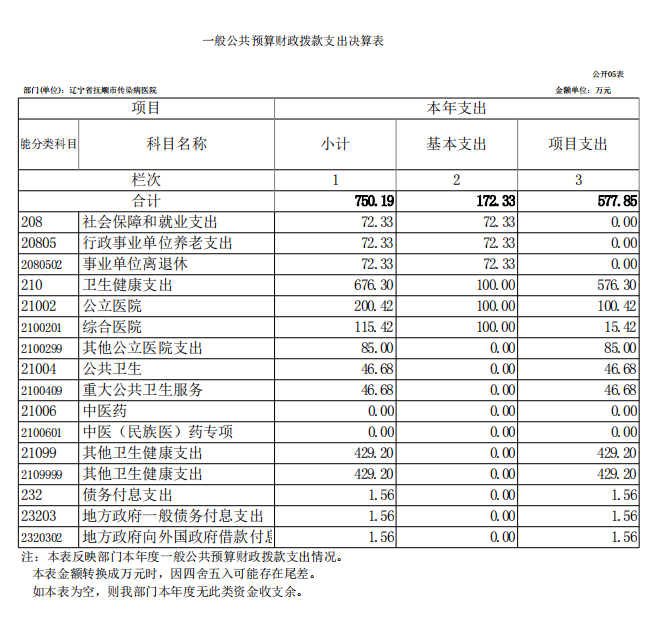 一般公共预算财政拨款支出决算表
公开05表
部门(单位): 辽宁省抚顺市传染病医院 金额单位: 万元
项目 本年支出
能分类科目 科目名称 小计 基本支出 项目支出
栏次 1 2 3
合计 750.19 172.33 577.85
208 社会保障和就业支出 72.33 72.33 0.00
20805 行政事业单位养老支出 72.33 72.33 0.00
2080502 事业单位离退休 72.33 72.33 0.00
210 卫生健康支出 676.30 100.00 576.30
21002 公立医院 200.42 100.00 100.42
2100201 综合医院 115.42 100.00 15.42
2100299 其他公立医院支出 85.00 0.00 85.00
21004 公共卫生 46.68 0.00 46.68
2100409 重大公共卫生服务 46.68 0.00 46.68
21006 中医药 0.00 0.00 0.00
2100601 中医（民族医）药专项 0.00 0.00 0.00
21099 其他卫生健康支出 429.20 0.00 429.20
2109999 其他卫生健康支出 429.20 0.00 429.20
232 债务付息支出 1.56 0.00 1.56
23203 地方政府一般债务付息支出 1.56 0.00 1.56
2320302 地方政府向外国政府借款付息 1.56 0.00 1.56
注：本表反映部门本年度一般公共预算财政拨款支出情况。
本表金额转换成万元时，因四舍五入可能存在尾差。
如本表为空，则我部门本年度无此类资金收支余。